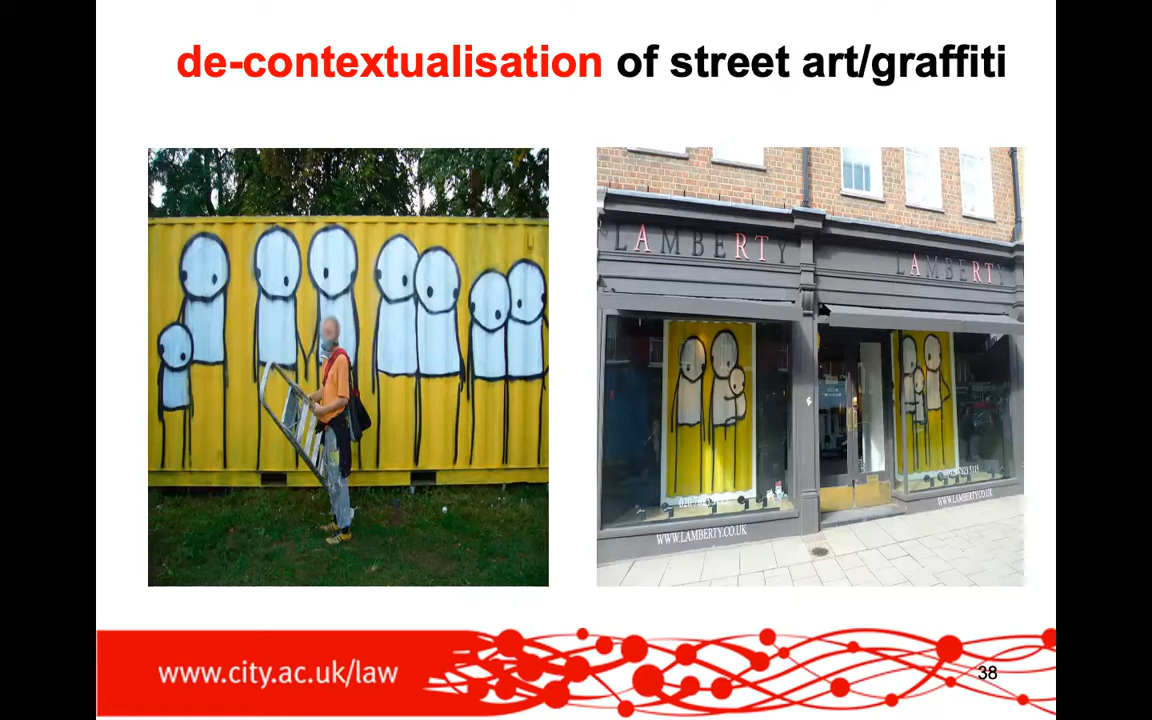 de-contextualisation of street art/graffiti
LAMBERTY
LAMBERTY
WWW.LAMBERTY.CO.UK
WWW.LAMBERTY.CO.UK
www.city.ac.uk/law
38